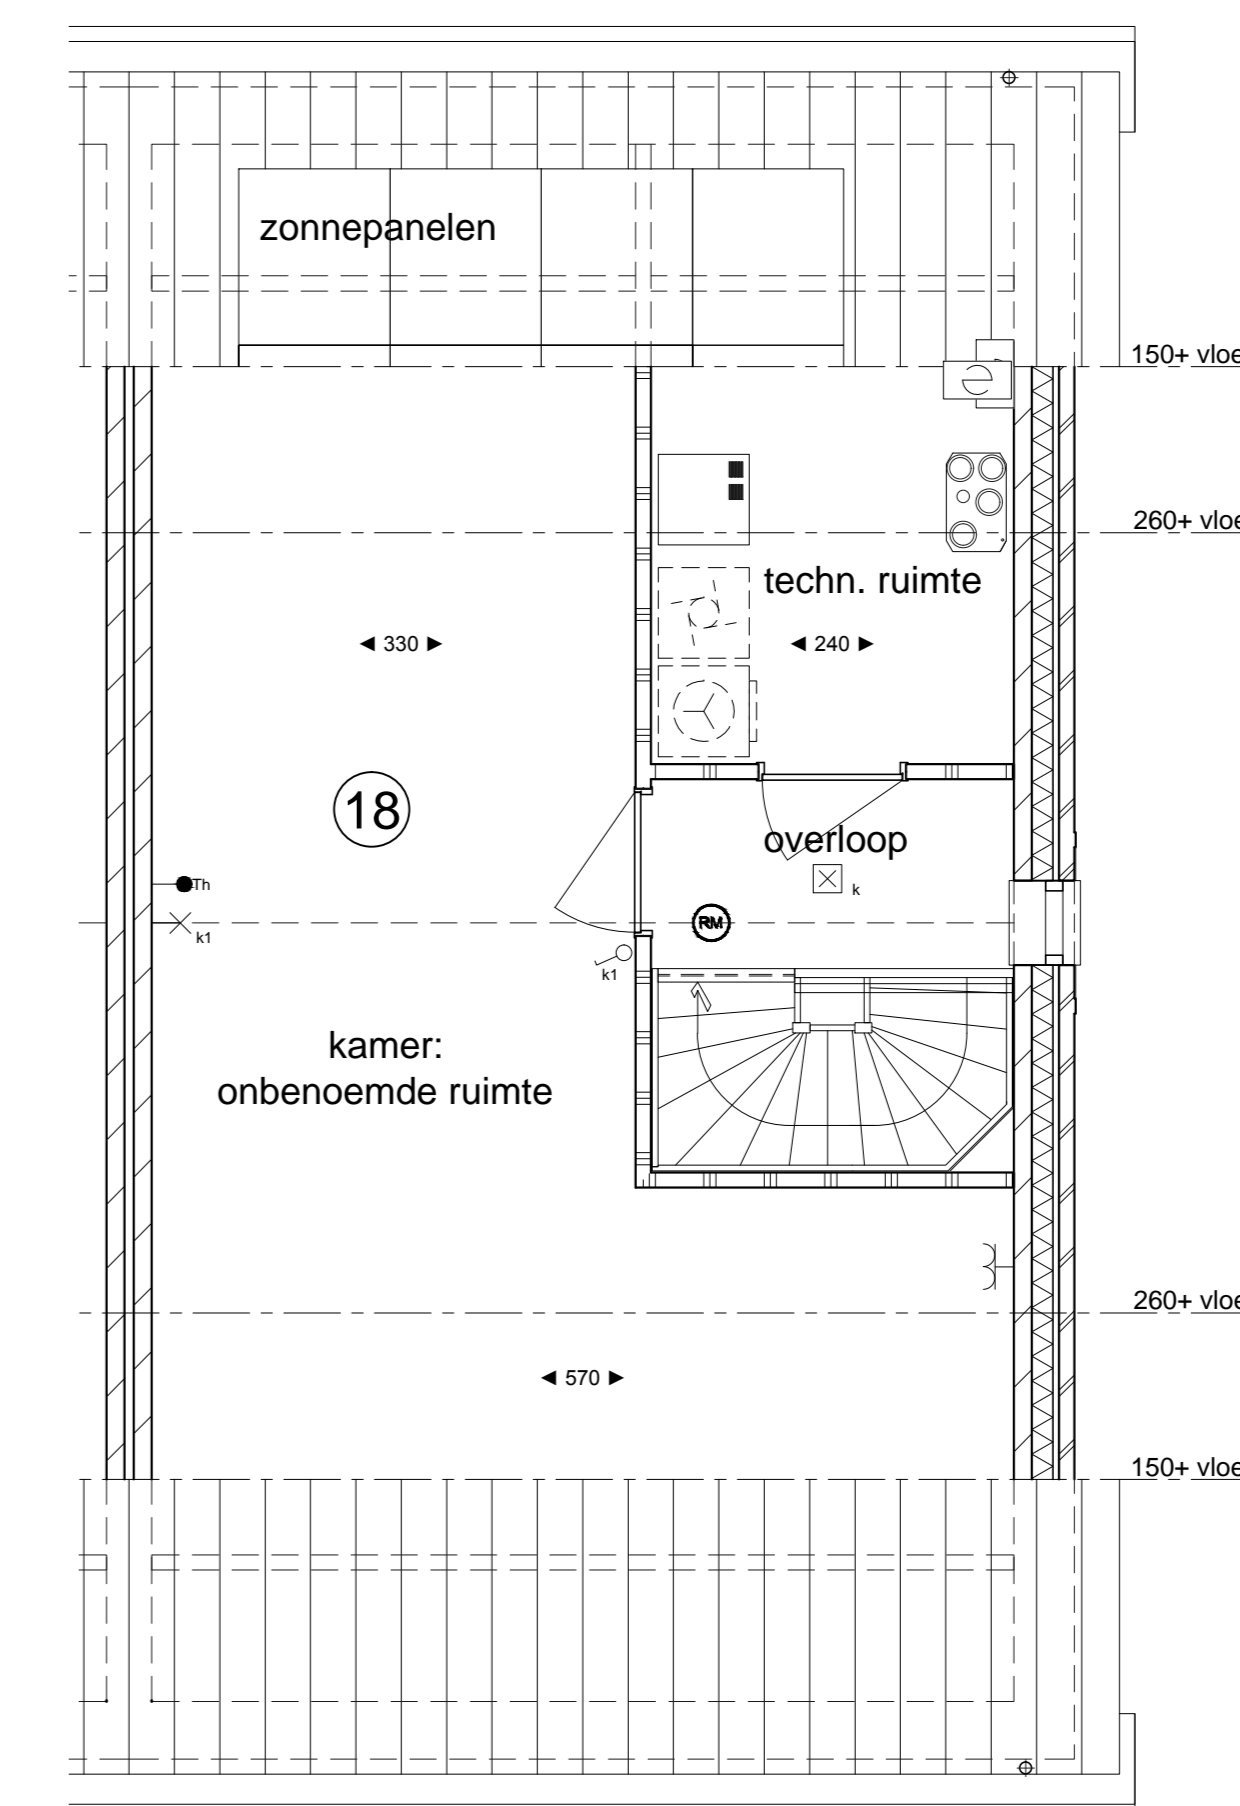 zonnepanelen
150+ vloe
260+ vloe
techn. ruimte
330
240
18
overloop
Th
k
k1
RM
k1
kamer:
onbenoemde ruimte
260+ vloe
570
150+ vloe